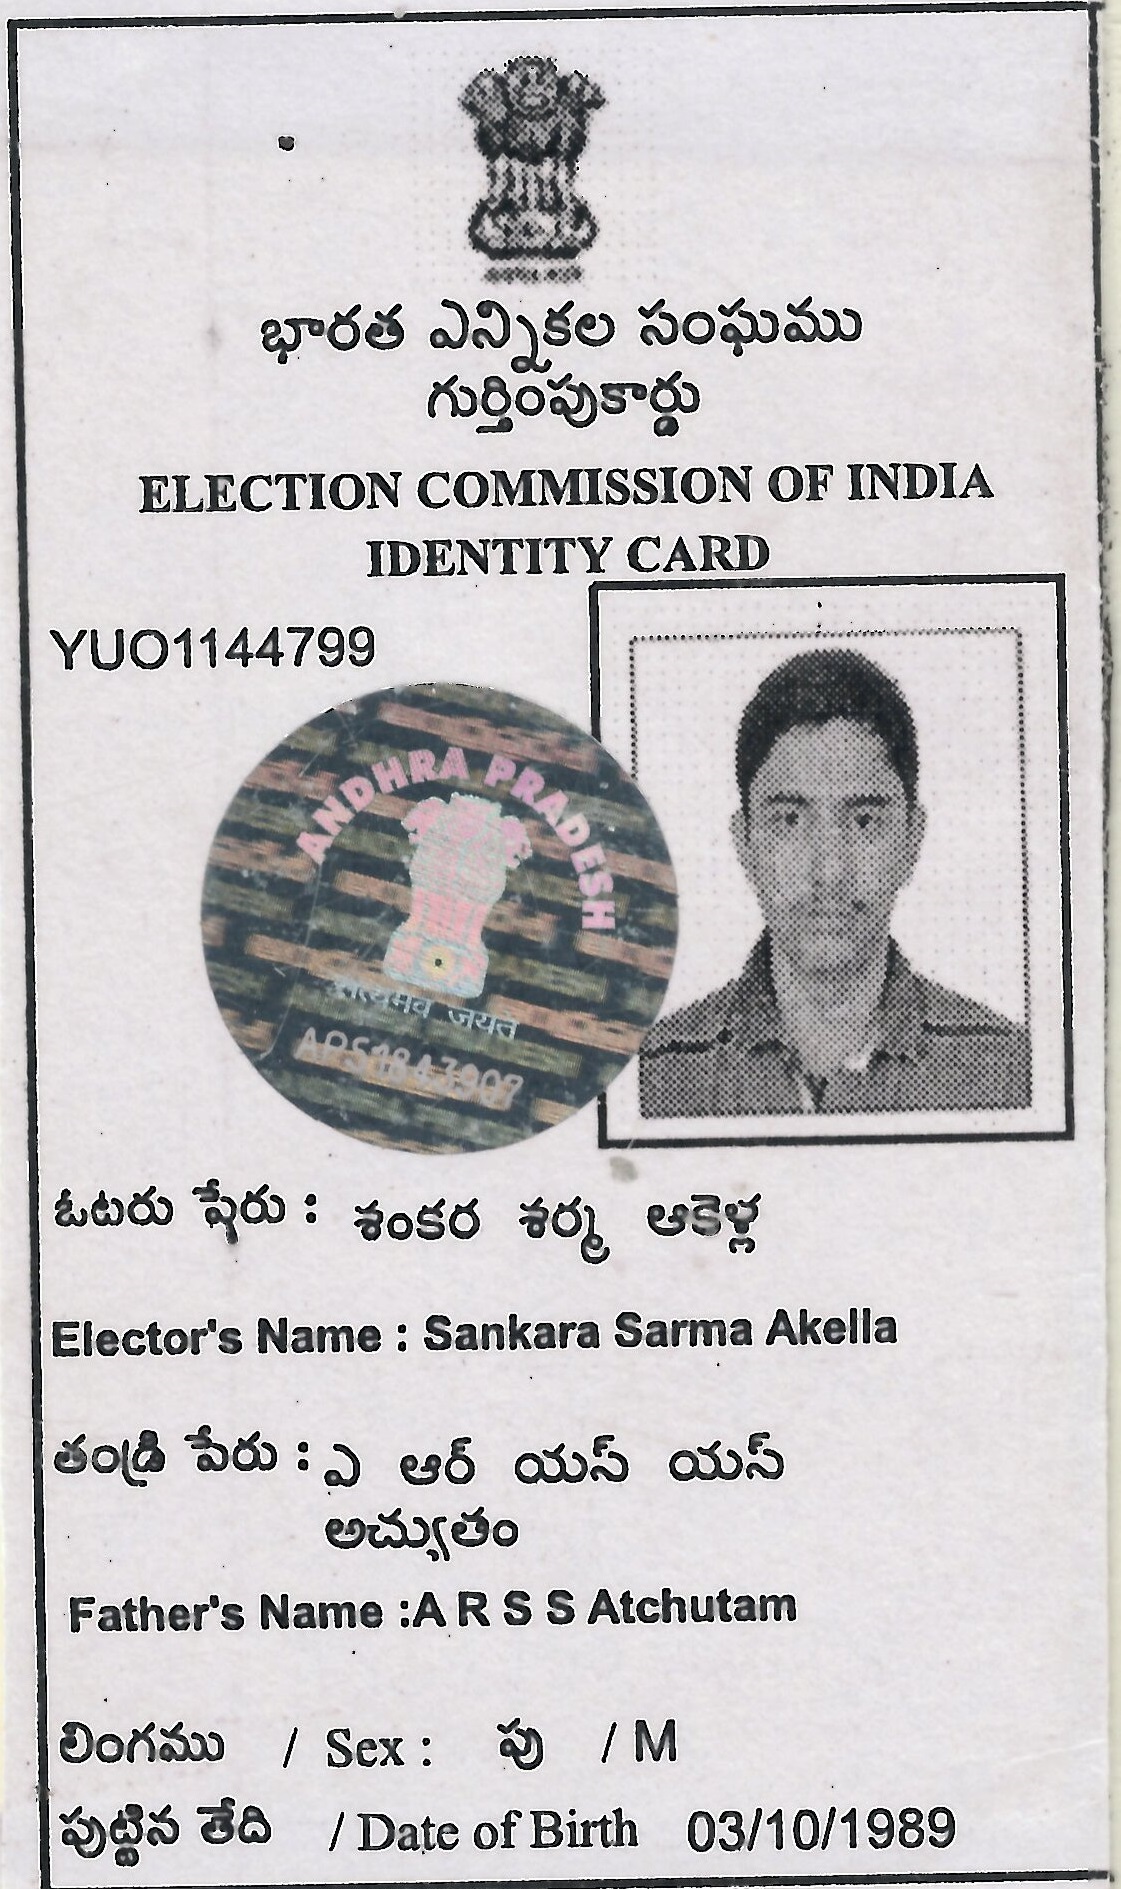 భారత ఎన్నికల సంఘము
గుర్తింపుకార్డు
ELECTION COMMISSION OF INDIA
IDENTITY CARD
YUO1144799
ANDHRA PRADESH
सत्यमेव जयते
APS1843907
ఓటరు పేరు : శంకర శర్మ ఆకెళ్ల
Elector's Name : Sankara Sarma Akella
తండ్రి పేరు : ఎ ఆర్ యస్ యస్
అచ్యుతం
Father's Name :A R S S Atchutam
లింగము / Sex : పు / M
పుట్టిన తేది / Date of Birth 03/10/1989